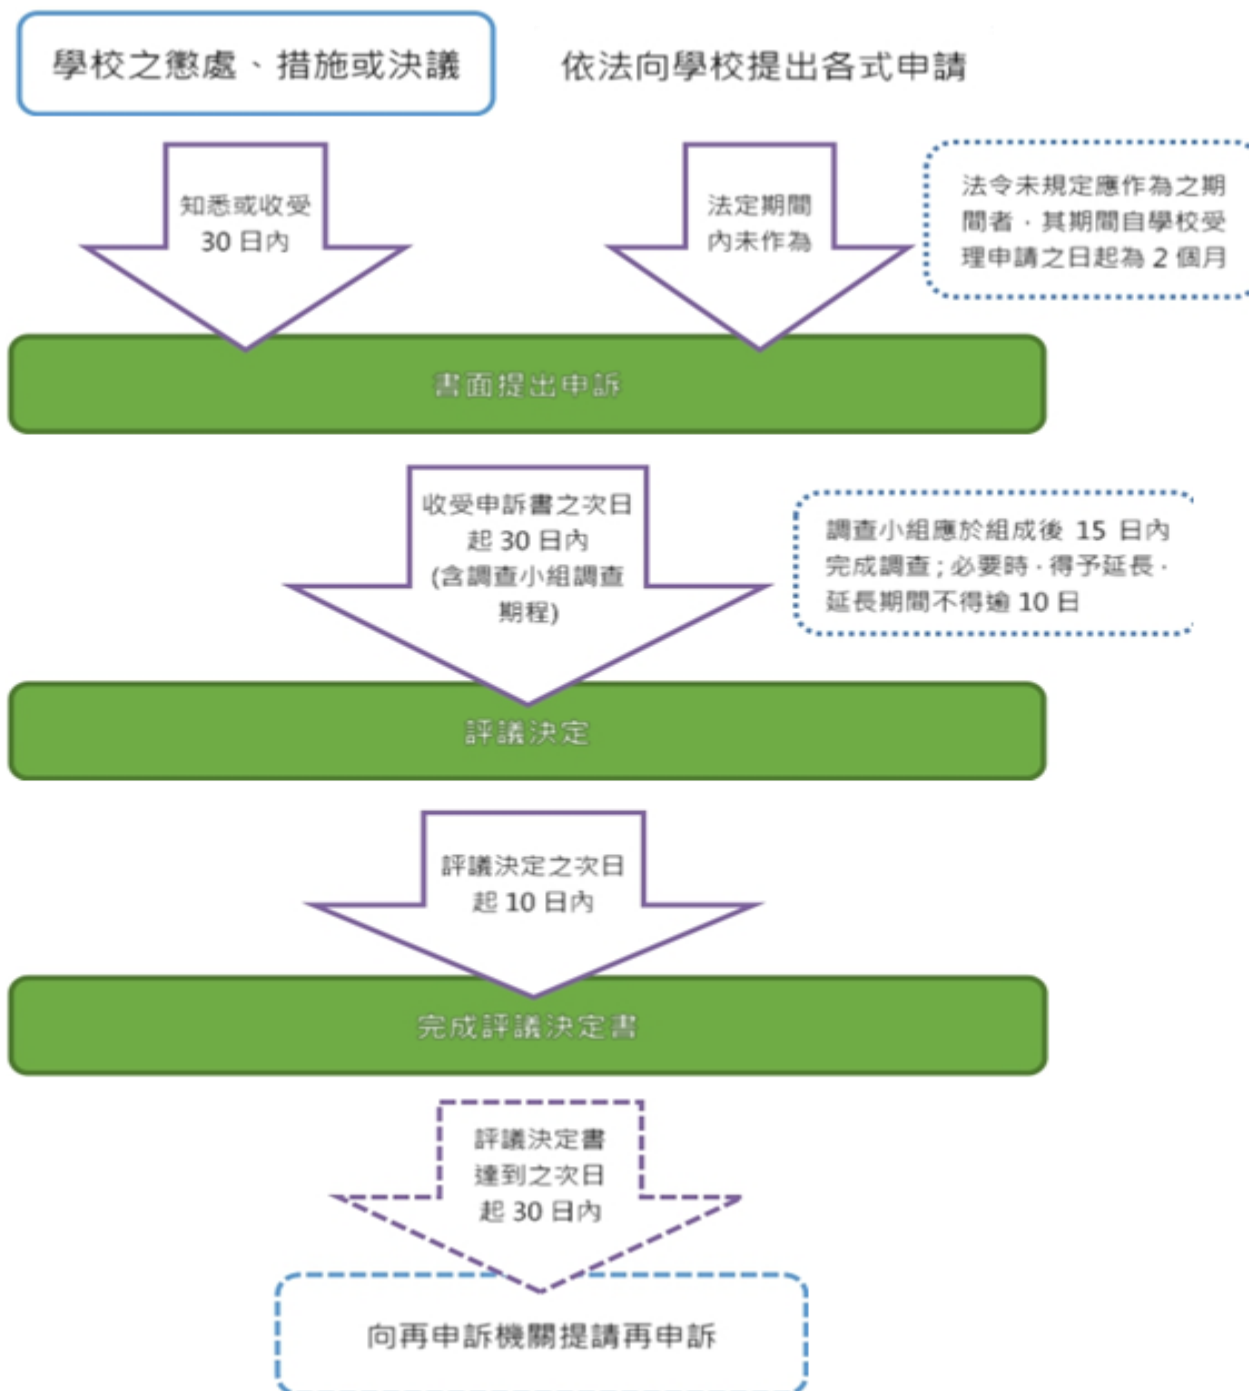 學校之懲處、措施或決議
依法向學校提出各式申請
知悉或收受
30 日內
法定期間
內未作為
法令未規定應作為之期
間者，其期間自學校受
理申請之日起為 2 個月
書面提出申訴
收受申訴書之次日
起 30 日內
(含調查小組調查
期程)
調查小組應於組成後 15 日內
完成調查；必要時，得予延長，
延長期間不得逾 10 日
評議決定
評議決定之次日
起 10 日內
完成評議決定書
評議決定書
達到之次日
起 30 日內
向再申訴機關提請再申訴